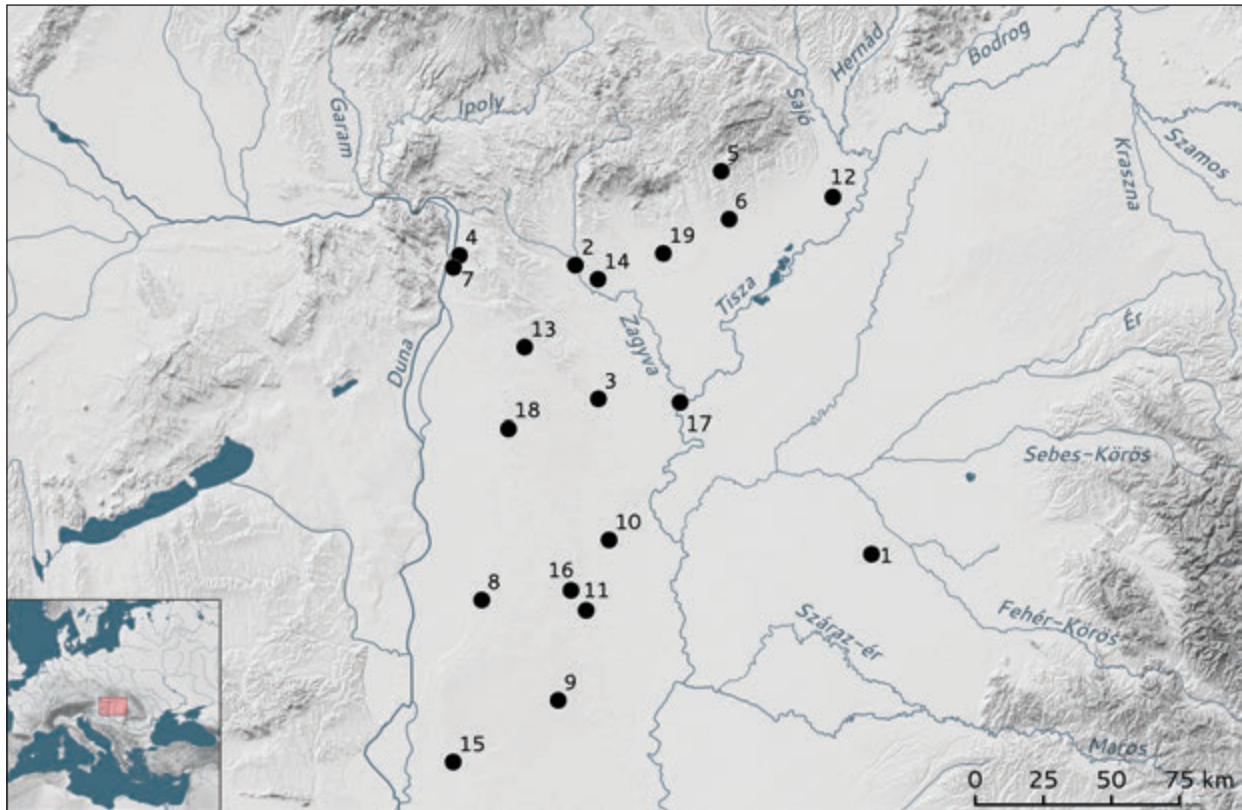 Hernád
Bodrog
Sajó
Garam
Ipoly
Kraszna
Szamos
5
12
6
4
2
19
7
14
Tisza
Ér
Zagyva
13
Duna
3
17
18
Sebes-Körös
10
1
16
11
8
Fehér-Körös
Száraz-ér
9
Maros
15
0 25 50 75 km